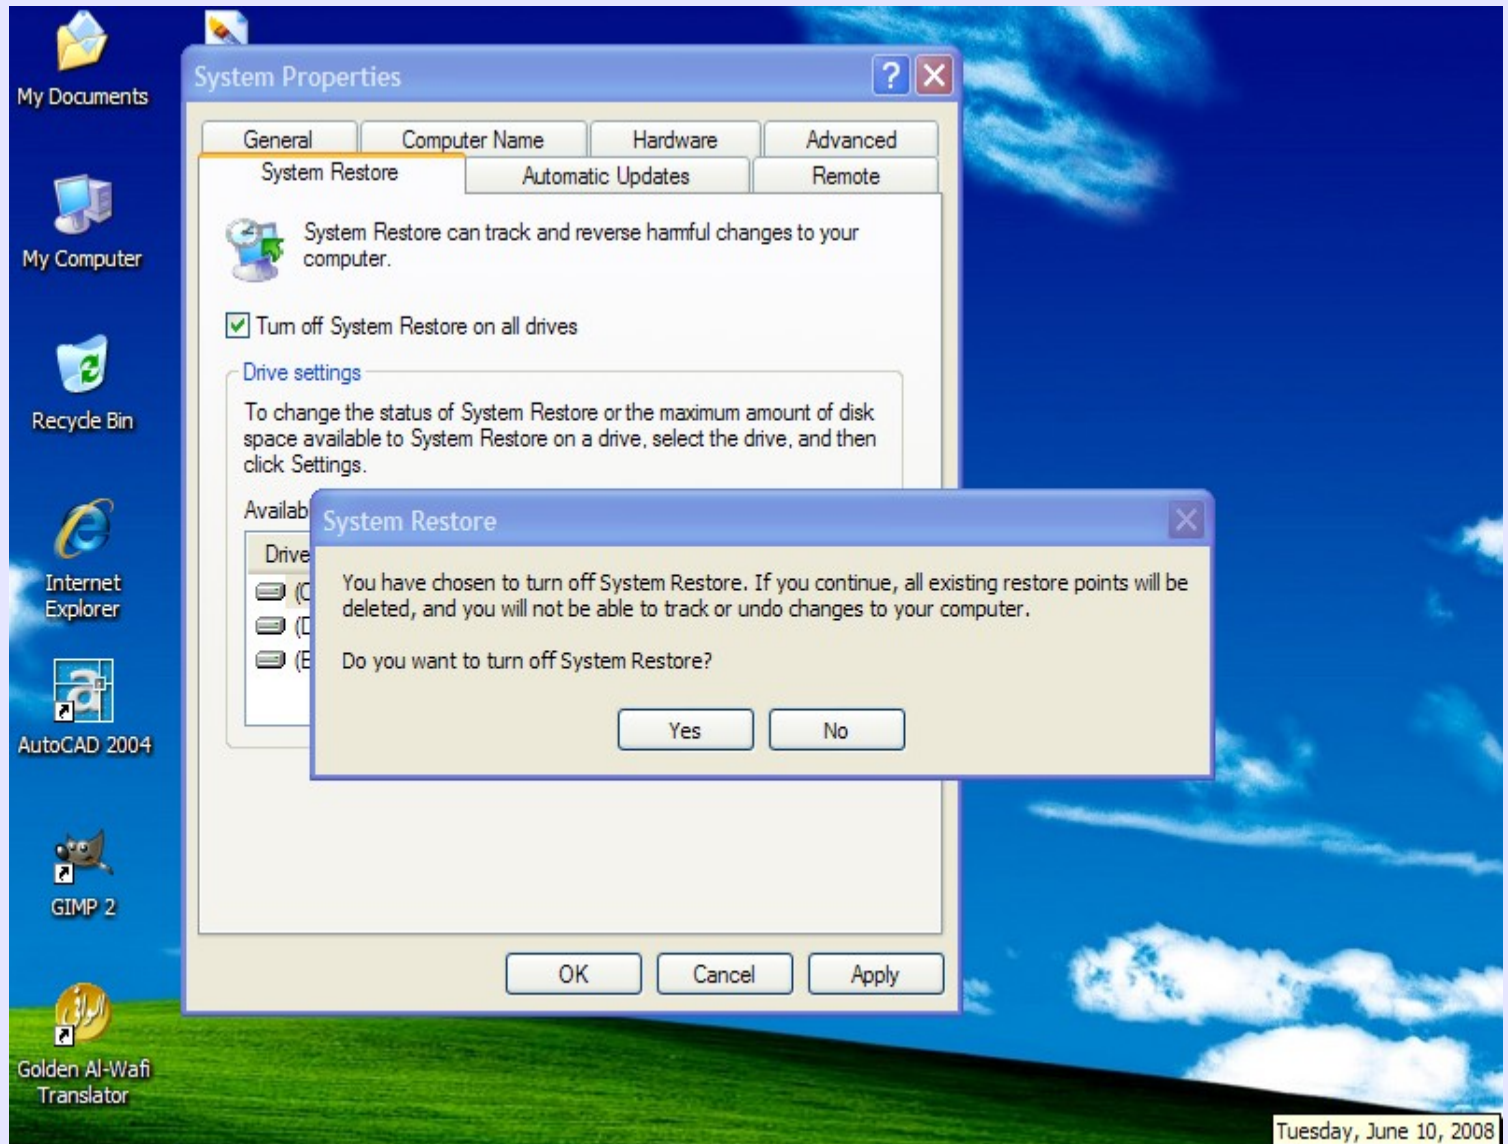 My Documents
My Computer
Recycle Bin
Internet
Explorer
AutoCAD 2004
GIMP 2
الوافي
Golden Al-Wafi
Translator
System Properties
General
Computer Name
Hardware
Advanced
System Restore
Automatic Updates
Remote
System Restore can track and reverse harmful changes to your
computer.
Turn off System Restore on all drives
Drive settings
To change the status of System Restore or the maximum amount of disk
space available to System Restore on a drive, select the drive, and then
click Settings.
Availab
Drive
(C
(D
(E
System Restore
You have chosen to turn off System Restore. If you continue, all existing restore points will be
deleted, and you will not be able to track or undo changes to your computer.
Do you want to turn off System Restore?
Yes
No
OK
Cancel
Apply
Tuesday, June 10, 2008